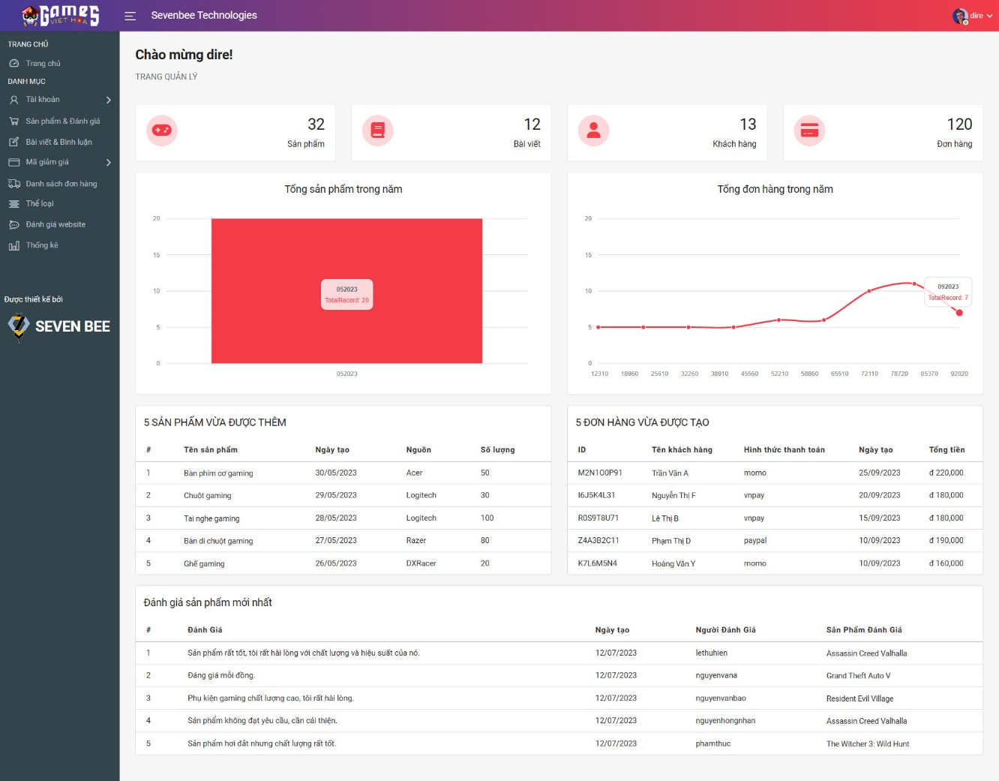 GAMES
VIỆT HÓA
Sevenbee Technologies
dire
TRANG CHỦ
Trang chủ
DANH MỤC
Tài khoản
Sản phẩm & Đánh giá
Bài viết & Bình luận
Mã giảm giá
Danh sách đơn hàng
Thể loại
Đánh giá website
Thống kê
Được thiết kế bởi
SEVEN BEE
Chào mừng dire!
TRANG QUẢN LÝ
32
Sản phẩm
12
Bài viết
13
Khách hàng
120
Đơn hàng
Tổng sản phẩm trong năm
20
15
10
5
0
052023
TotalRecord: 20
052023
Tổng đơn hàng trong năm
20
15
10
5
0
092023
TotalRecord: 7
12310 18960 25610 32260 38910 45560 52210 58860 65510 72110 78720 85370 92020
5 SẢN PHẨM VỪA ĐƯỢC THÊM
# Tên sản phẩm Ngày tạo Nguồn Số lượng
1 Bàn phím cơ gaming 30/05/2023 Acer 50
2 Chuột gaming 29/05/2023 Logitech 30
3 Tai nghe gaming 28/05/2023 Logitech 100
4 Bàn di chuột gaming 27/05/2023 Razer 80
5 Ghế gaming 26/05/2023 DXRacer 20
5 ĐƠN HÀNG VỪA ĐƯỢC TẠO
ID Tên khách hàng Hình thức thanh toán Ngày tạo Tổng tiền
M2N1O0P91 Trần Văn A momo 25/09/2023 đ 220,000
I6J5K4L31 Nguyễn Thị F vnpay 20/09/2023 đ 180,000
R0S9T8U71 Lê Thị B vnpay 15/09/2023 đ 180,000
Z4A3B2C11 Phạm Thị D paypal 10/09/2023 đ 190,000
K7L6M5N4 Hoàng Văn Y momo 10/09/2023 đ 160,000
Đánh giá sản phẩm mới nhất
# Đánh Giá Ngày tạo Người Đánh Giá Sản Phẩm Đánh Giá
1 Sản phẩm rất tốt, tôi rất hài lòng với chất lượng và hiệu suất của nó. 12/07/2023 lethuhien Assassin Creed Valhalla
2 Đáng giá mỗi đồng. 12/07/2023 nguyenvana Grand Theft Auto V
3 Phụ kiện gaming chất lượng cao, tôi rất hài lòng. 12/07/2023 nguyenvanbao Resident Evil Village
4 Sản phẩm không đạt yêu cầu, cần cải thiện. 12/07/2023 nguyenhongnhan Assassin Creed Valhalla
5 Sản phẩm hơi đắt nhưng chất lượng rất tốt. 12/07/2023 phamthuc The Witcher 3: Wild Hunt